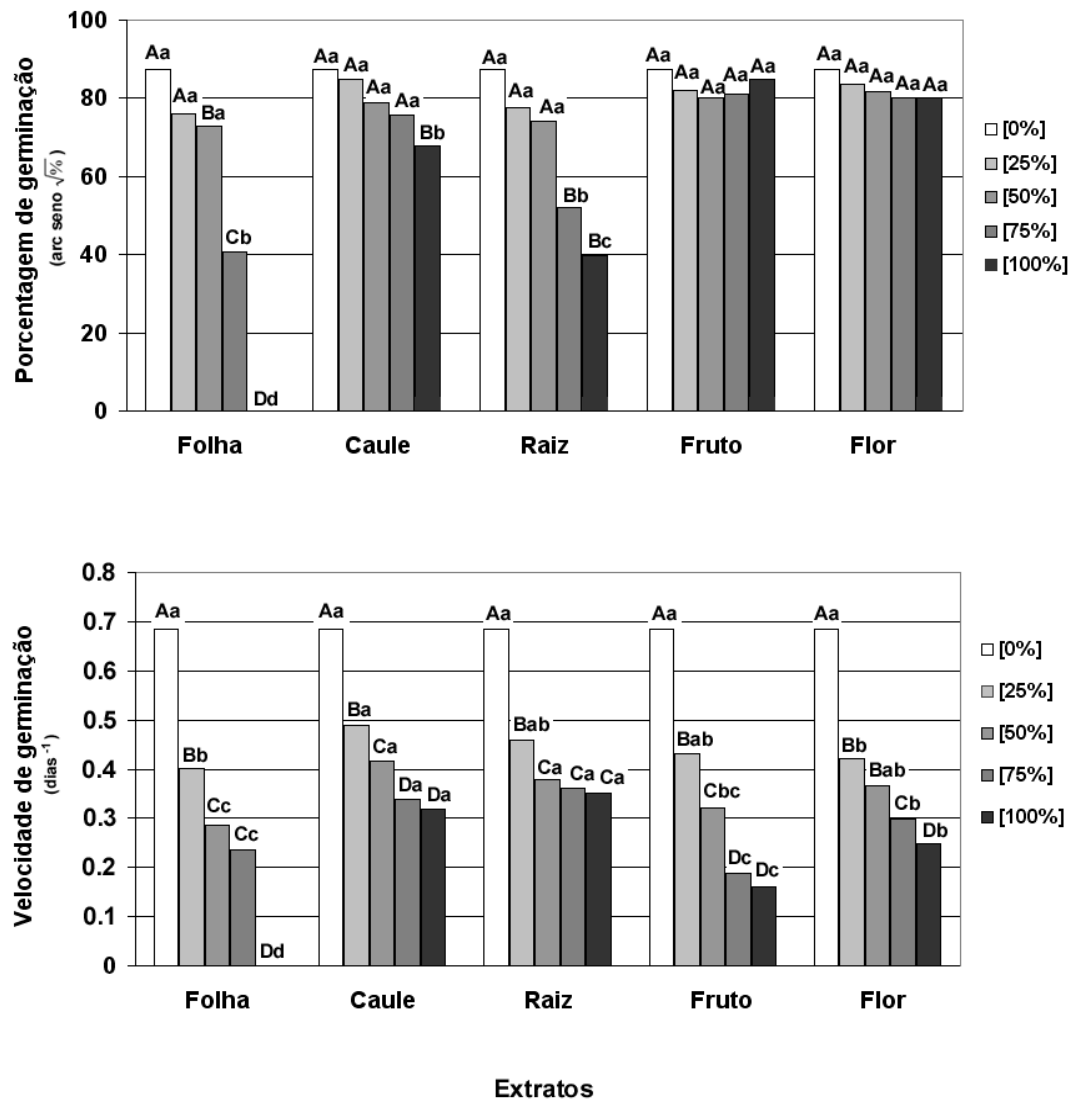 Porcentagem de germinação
(arc seno √%)
100
80
60
40
20
0
Aa
Aa
Ba
Cb
Dd
Aa
Aa
Aa
Aa
Bb
Aa
Aa
Aa
Bb
Bc
Aa
Aa
Aa
Aa
Aa
Aa
Aa
Aa
Aa
Aa
Folha Caule Raiz Fruto Flor
[0%]
[25%]
[50%]
[75%]
[100%]
Velocidade de germinação
(dias -1)
0.8
0.7
0.6
0.5
0.4
0.3
0.2
0.1
0
Aa
Bb
Cc
Cc
Dd
Aa
Ba
Ca
Da
Da
Aa
Bab
Ca
Ca
Ca
Aa
Bab
Cbc
Dc
Dc
Aa
Bb
Bab
Cb
Db
Folha Caule Raiz Fruto Flor
[0%]
[25%]
[50%]
[75%]
[100%]
Extratos